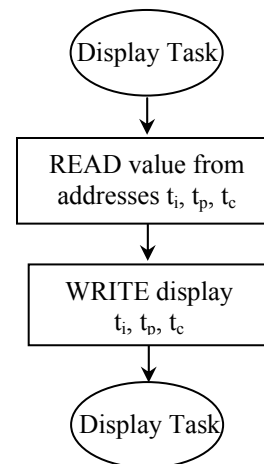 Display Task
READ value from
addresses tᵢ, tₚ, t꜀
WRITE display
tᵢ, tₚ, t꜀
Display Task